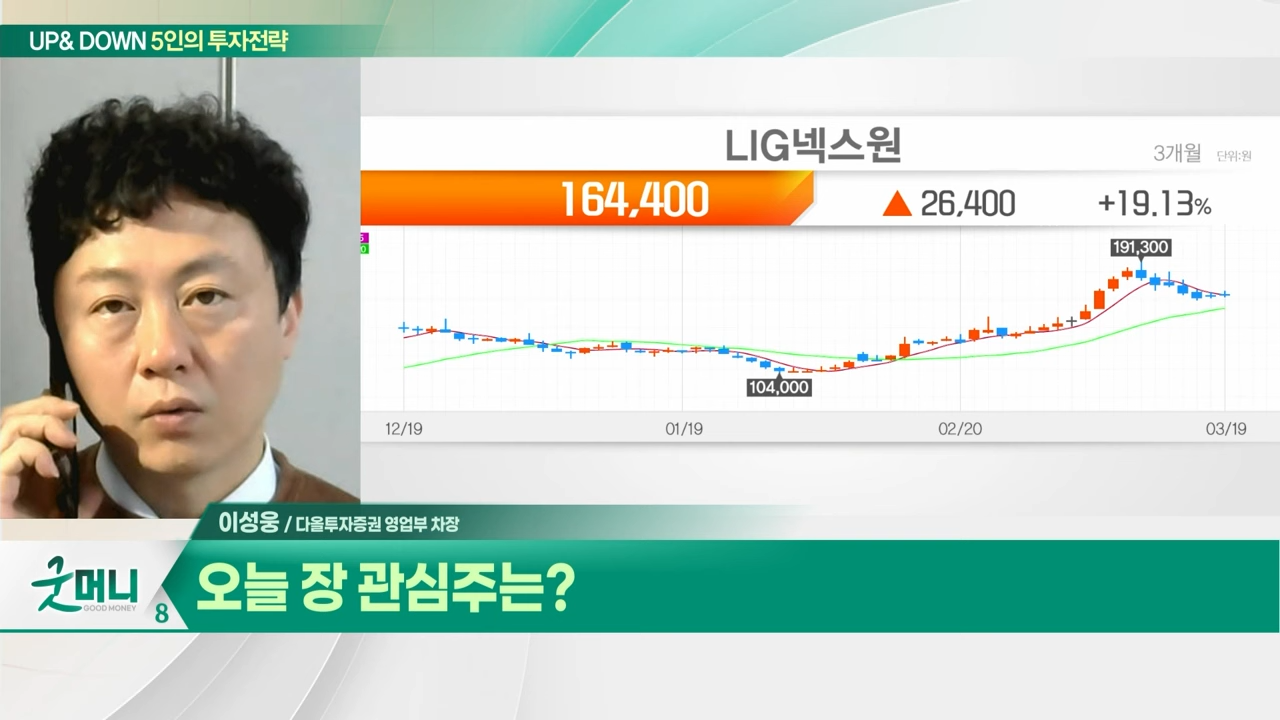 UP& DOWN 5인의 투자전략
LIG넥스원
3개월 단위:원
164,400 ▲ 26,400 +19.13%
191,300
104,000
12/19 01/19 02/20 03/19
이성웅 / 다올투자증권 영업부 차장
굿머니
GOOD MONEY
8
오늘 장 관심주는?